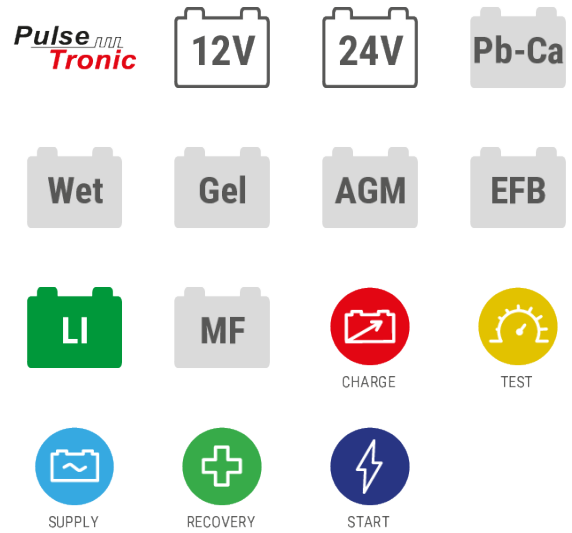 Pulse
Tronic
12V
24V
Pb-Ca
Wet
Gel
AGM
EFB
LI
MF
CHARGE
TEST
SUPPLY
RECOVERY
START